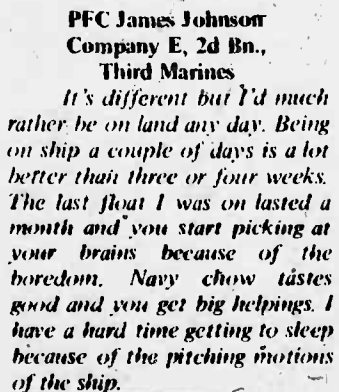 PFC James Johnson
Company E, 2d Bn.,
Third Marines
It's different but I'd much
rather be on land any day. Being
on ship a couple of days is a lot
better than three or four weeks.
The last float I was on lasted a
month and you start picking at
your brains because of the
boredom. Navy chow tastes
good and you get big helpings. I
have a hard time getting to sleep
because of the pitching motions
of the ship.